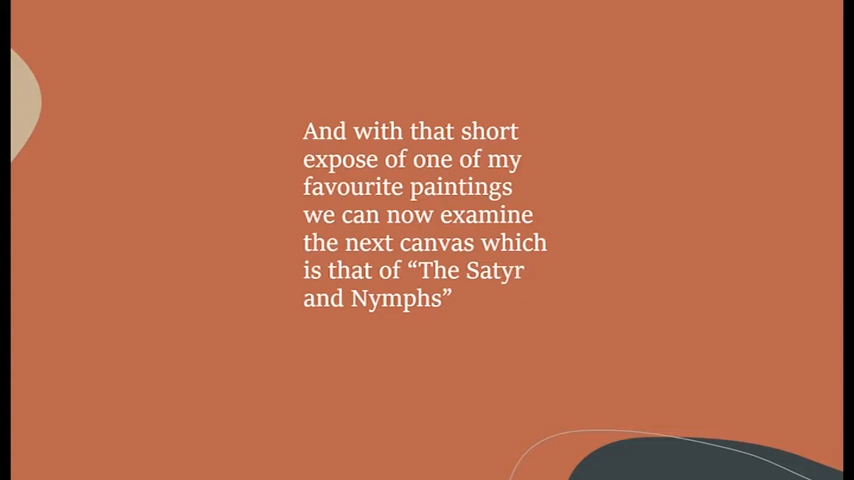 And with that short
expose of one of my
favourite paintings
we can now examine
the next canvas which
is that of “The Satyr
and Nymphs”